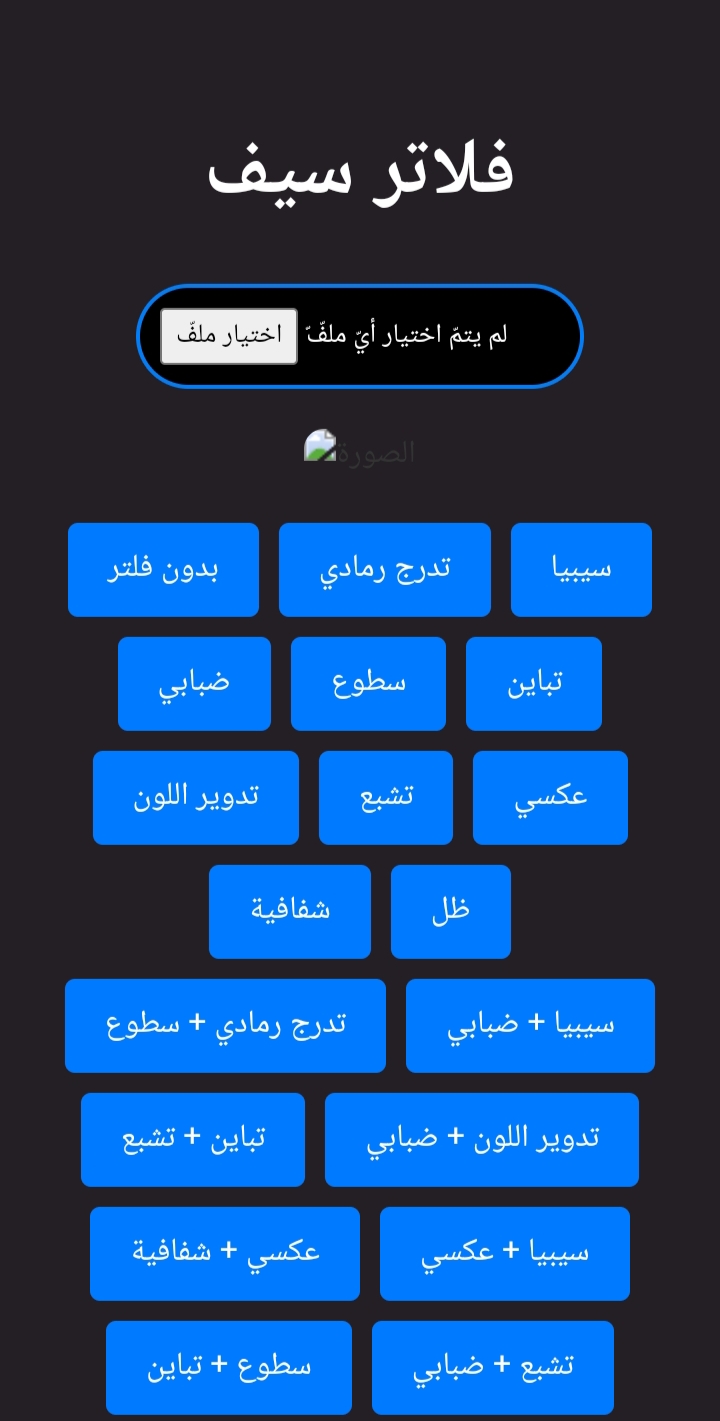 فلاتر سيف
لم يتمّ اختيار أيّ ملفّ اختيار ملفّ
الصورة
سيبيا تدرج رمادي بدون فلتر
تباين سطوع ضبابي
عكسي تشبع تدوير اللون
ظل شفافية
سيبيا + ضبابي تدرج رمادي + سطوع
تدوير اللون + ضبابي تباين + تشبع
سيبيا + عكسي عكسي + شفافية
تشبع + ضبابي سطوع + تباين